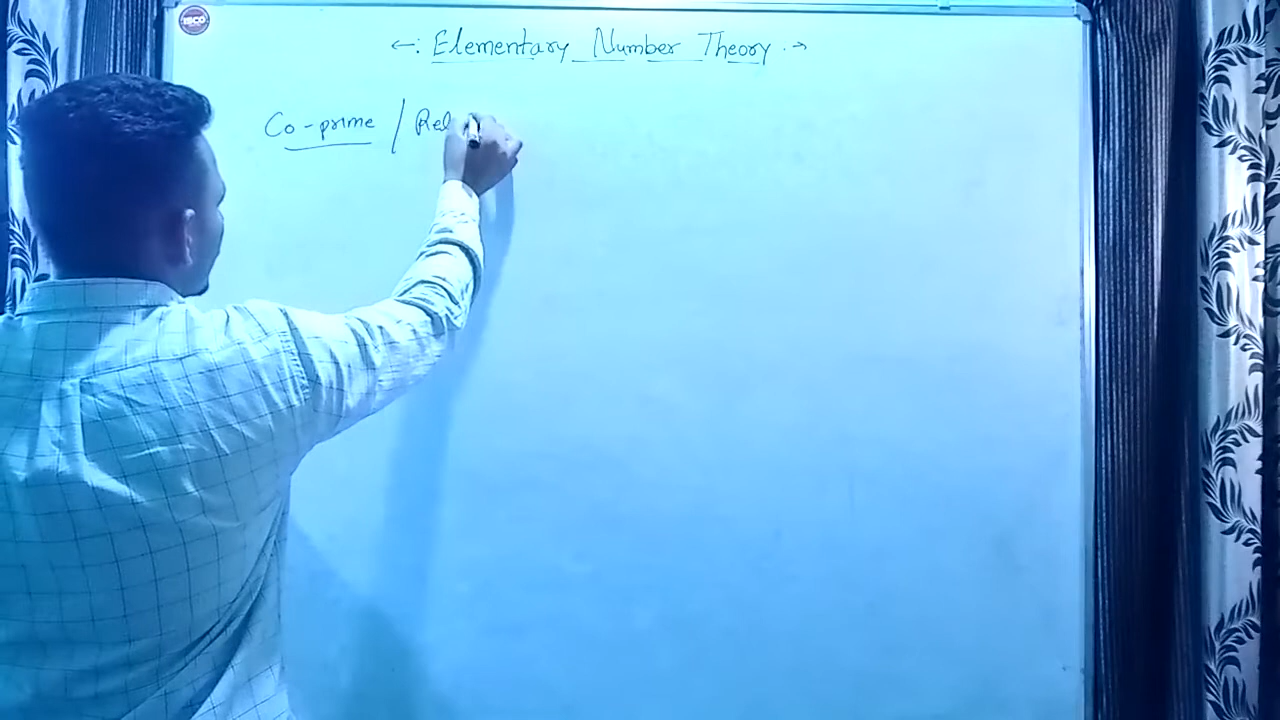 ←: Elementary Number Theory :→
Co-prime / Rel